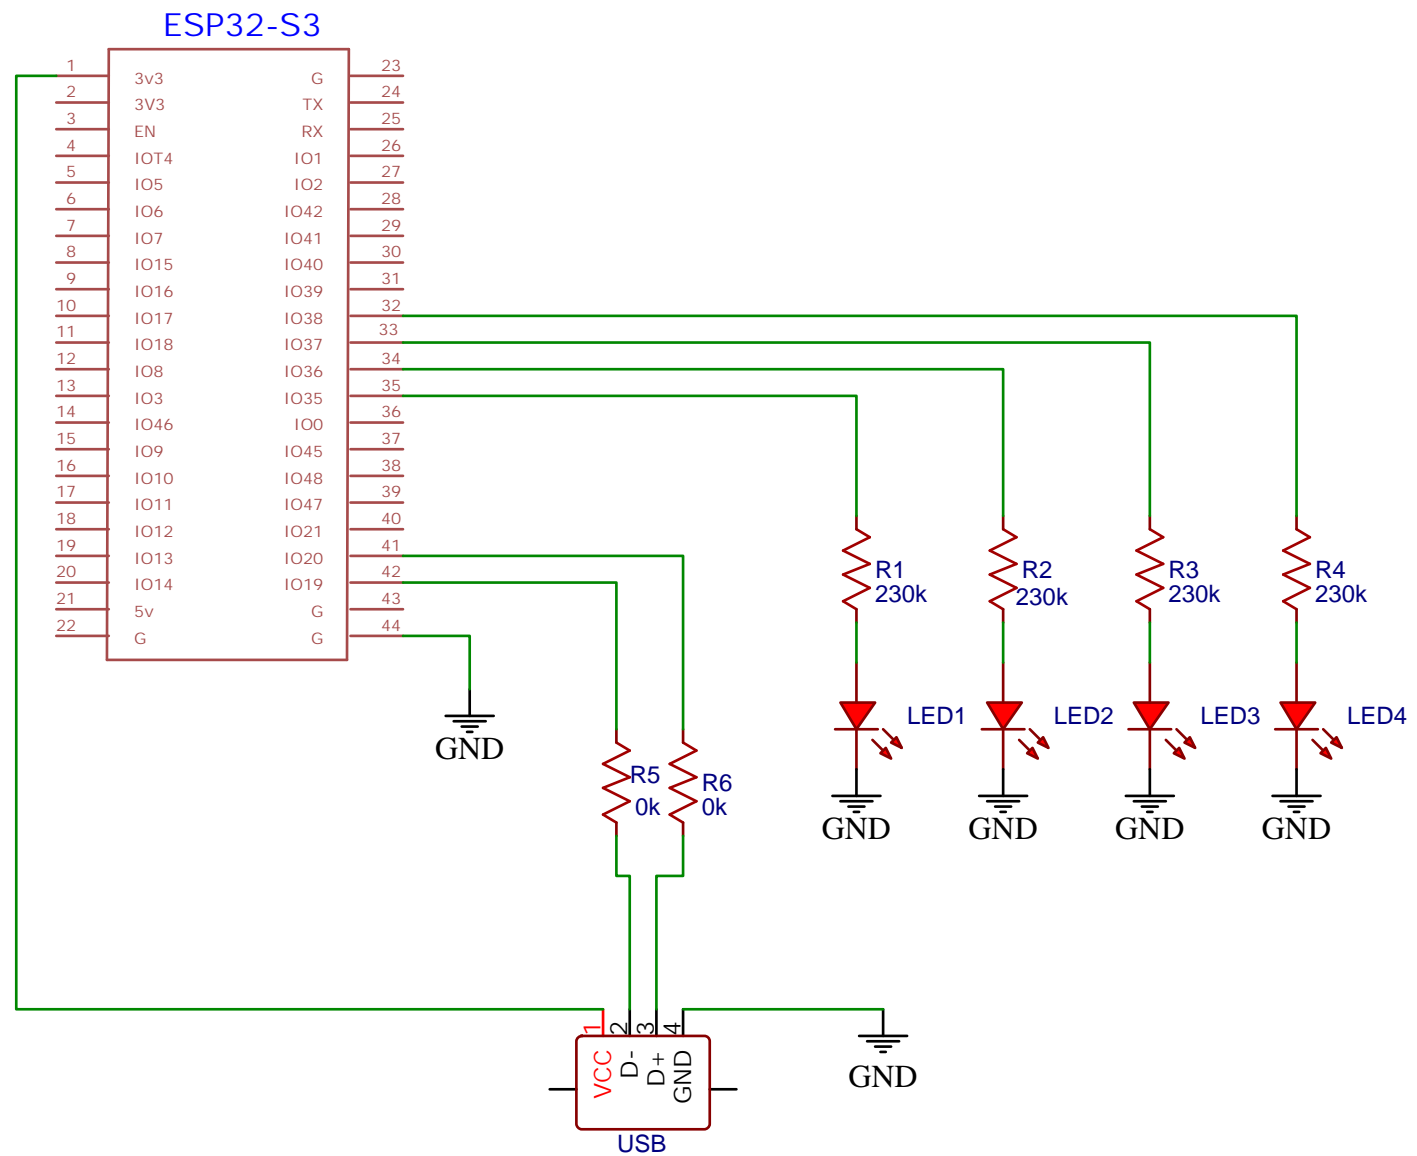 ESP32-S3
1 3v3 G 23
2 3V3 TX 24
3 EN RX 25
4 IOT4 IO1 26
5 IO5 IO2 27
6 IO6 IO42 28
7 IO7 IO41 29
8 IO15 IO40 30
9 IO16 IO39 31
10 IO17 IO38 32
11 IO18 IO37 33
12 IO8 IO36 34
13 IO3 IO35 35
14 IO46 IO0 36
15 IO9 IO45 37
16 IO10 IO48 38
17 IO11 IO47 39
18 IO12 IO21 40
19 IO13 IO20 41
20 IO14 IO19 42
21 5v G 43
22 G G 44
GND
R1
230k
R2
230k
R3
230k
R4
230k
LED1
LED2
LED3
LED4
GND
GND
GND
GND
R5
0k
R6
0k
1 VCC
2 D-
3 D+
4 GND
USB
GND